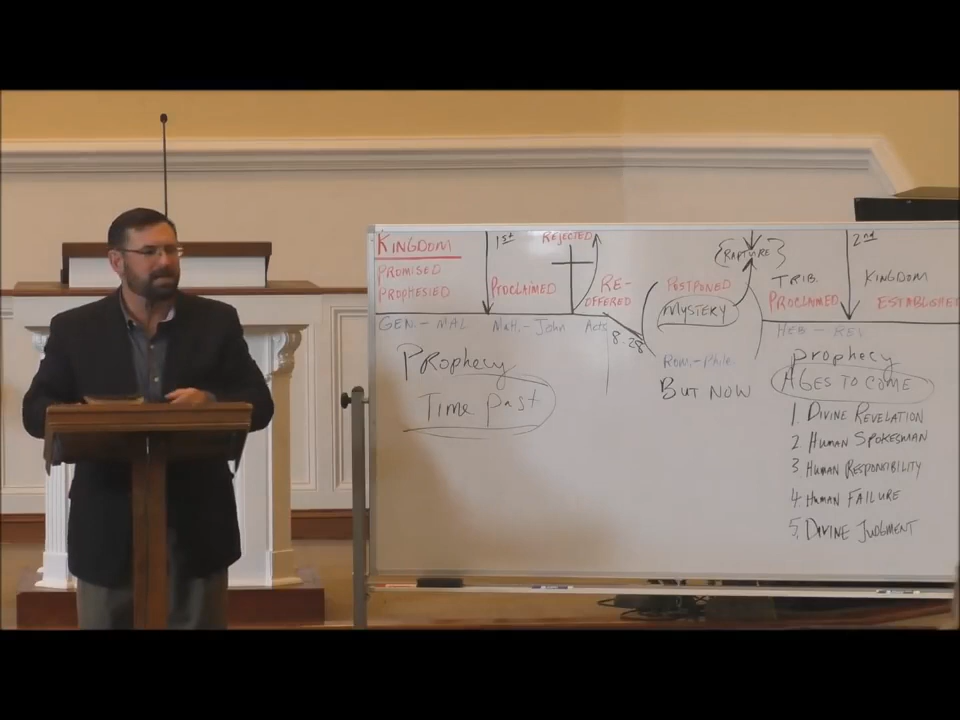 KINGDOM
PROMISED
PROPHESIED
1st
PROCLAIMED
REJECTED
RE-
OFFERED
POSTPONED
MYSTERY
{RAPTURE}
TRIB.
PROCLAIMED
2nd
KINGDOM
ESTABLISHED
GEN.- MAL
Matt.- John
Acts
8-28
Rom.- Phile.
HEB - REV
Prophecy
Time Past
BUT NOW
prophecy
AGES TO COME
1. DIVINE REVELATION
2. HUMAN SPOKESMAN
3. HUMAN RESPONSIBILITY
4. HUMAN FAILURE
5. DIVINE JUDGMENT